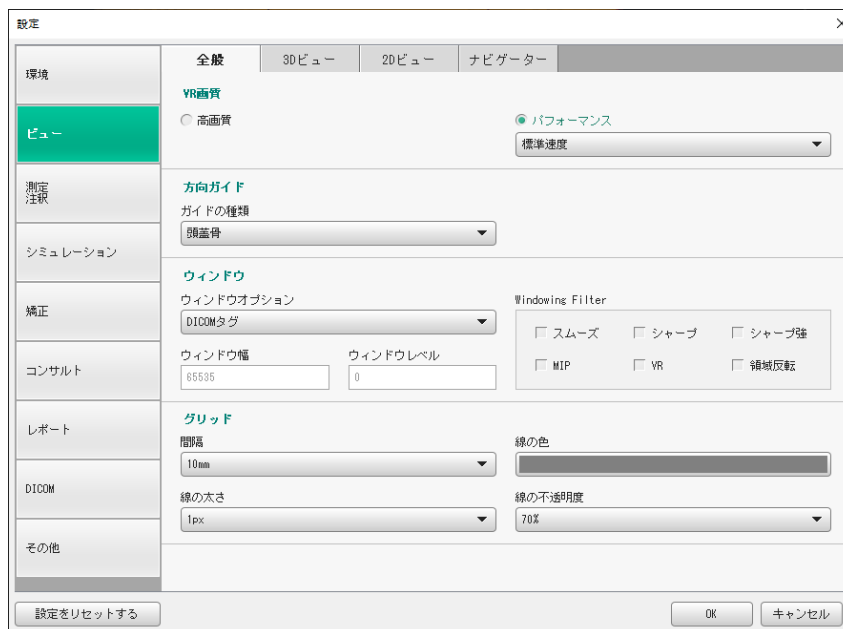 設定
環境
ビュー
測定
注釈
シミュレーション
矯正
コンサルト
レポート
DICOM
その他
全般
3Dビュー
2Dビュー
ナビゲーター
VR画質
高画質
パフォーマンス
標準速度
方向ガイド
ガイドの種類
頭蓋骨
ウィンドウ
ウィンドウオプション
DICOMタグ
ウィンドウ幅
ウィンドウレベル
65535
0
Windowing Filter
スムーズ
シャープ
シャープ強
MIP
VR
領域反転
グリッド
間隔
10mm
線の色
線の太さ
1px
線の不透明度
70%
設定をリセットする
OK
キャンセル